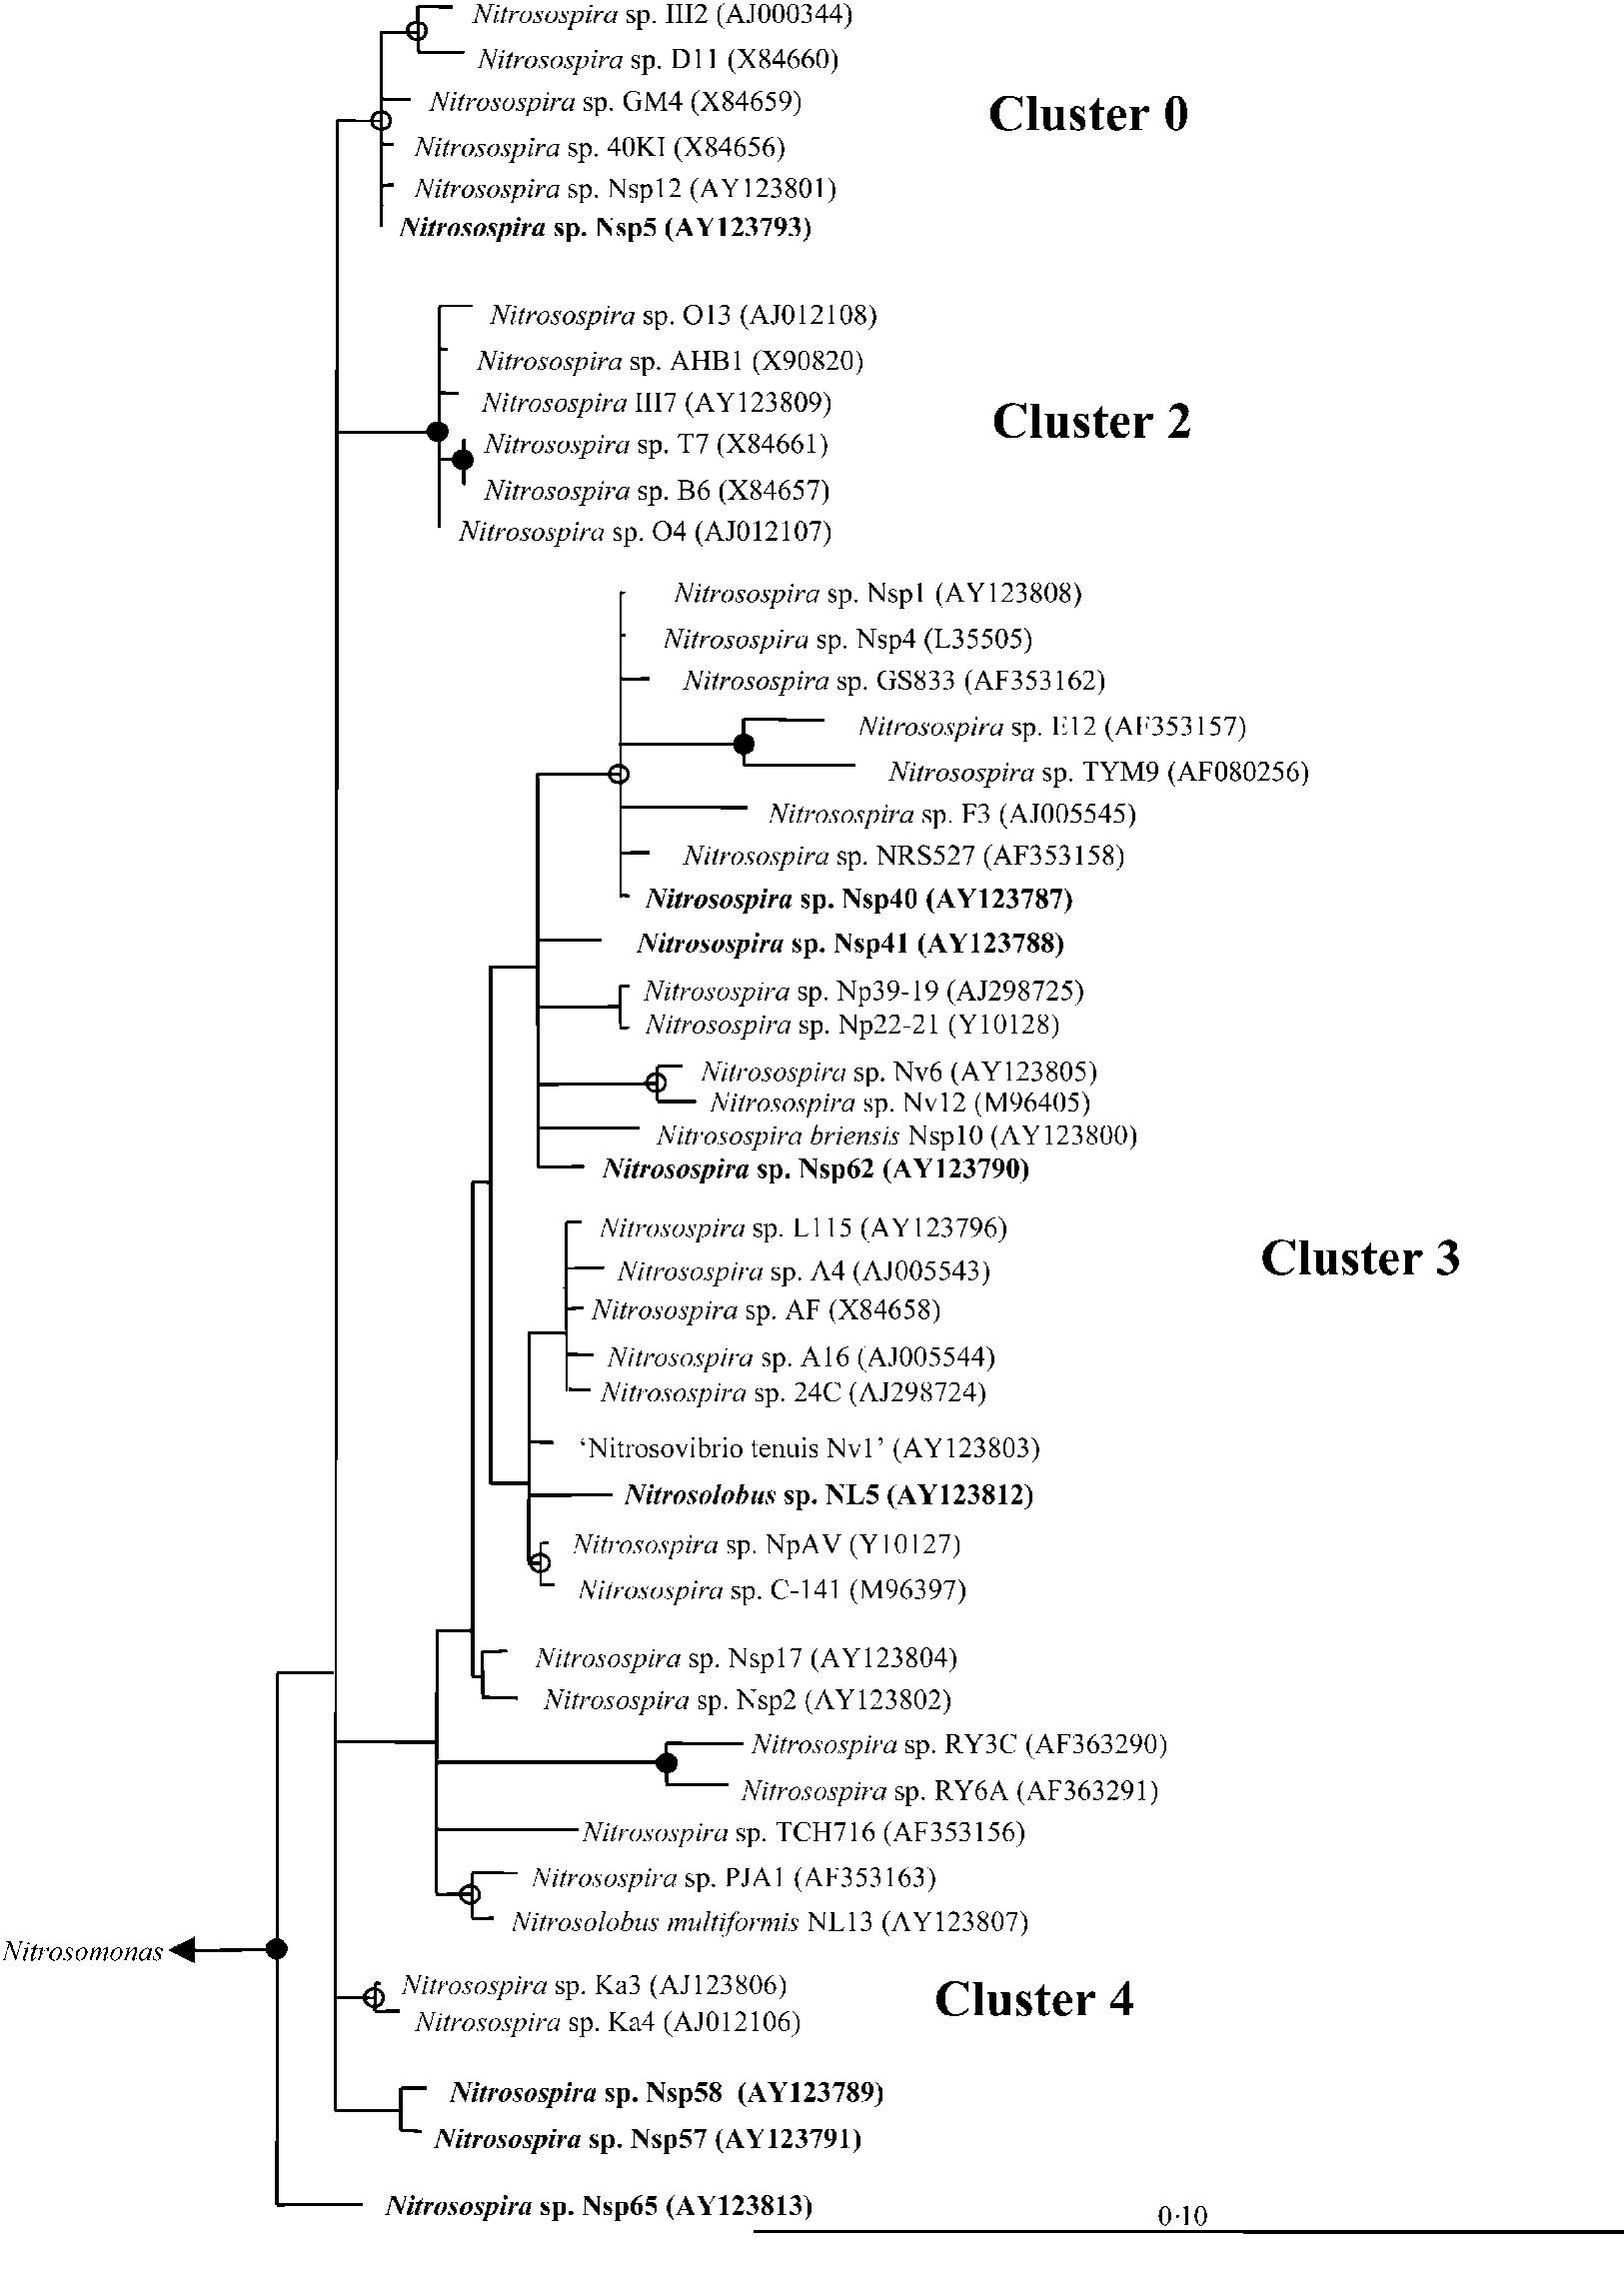 Nitrosospira sp. III2 (AJ000344)
Nitrosospira sp. D11 (X84660)
Nitrosospira sp. GM4 (X84659)
Cluster 0
Nitrosospira sp. 40KI (X84656)
Nitrosospira sp. Nsp12 (AY123801)
Nitrosospira sp. Nsp5 (AY123793)
Nitrosospira sp. O13 (AJ012108)
Nitrosospira sp. AHB1 (X90820)
Nitrosospira III7 (AY123809)
Cluster 2
Nitrosospira sp. T7 (X84661)
Nitrosospira sp. B6 (X84657)
Nitrosospira sp. O4 (AJ012107)
Nitrosospira sp. Nsp1 (AY123808)
Nitrosospira sp. Nsp4 (L35505)
Nitrosospira sp. GS833 (AF353162)
Nitrosospira sp. E12 (AF353157)
Nitrosospira sp. TYM9 (AF080256)
Nitrosospira sp. F3 (AJ005545)
Nitrosospira sp. NRS527 (AF353158)
Nitrosospira sp. Nsp40 (AY123787)
Nitrosospira sp. Nsp41 (AY123788)
Nitrosospira sp. Np39-19 (AJ298725)
Nitrosospira sp. Np22-21 (Y10128)
Nitrosospira sp. Nv6 (AY123805)
Nitrosospira sp. Nv12 (M96405)
Nitrosospira briensis Nsp10 (AY123800)
Nitrosospira sp. Nsp62 (AY123790)
Nitrosospira sp. L115 (AY123796)
Cluster 3
Nitrosospira sp. A4 (AJ005543)
Nitrosospira sp. AF (X84658)
Nitrosospira sp. A16 (AJ005544)
Nitrosospira sp. 24C (AJ298724)
‘Nitrosovibrio tenuis Nv1’ (AY123803)
Nitrosolobus sp. NL5 (AY123812)
Nitrosospira sp. NpAV (Y10127)
Nitrosospira sp. C-141 (M96397)
Nitrosospira sp. Nsp17 (AY123804)
Nitrosospira sp. Nsp2 (AY123802)
Nitrosospira sp. RY3C (AF363290)
Nitrosospira sp. RY6A (AF363291)
Nitrosospira sp. TCH716 (AF353156)
Nitrosospira sp. PJA1 (AF353163)
Nitrosolobus multiformis NL13 (AY123807)
Nitrosomonas
Nitrosospira sp. Ka3 (AJ123806)
Cluster 4
Nitrosospira sp. Ka4 (AJ012106)
Nitrosospira sp. Nsp58 (AY123789)
Nitrosospira sp. Nsp57 (AY123791)
Nitrosospira sp. Nsp65 (AY123813)
0·10